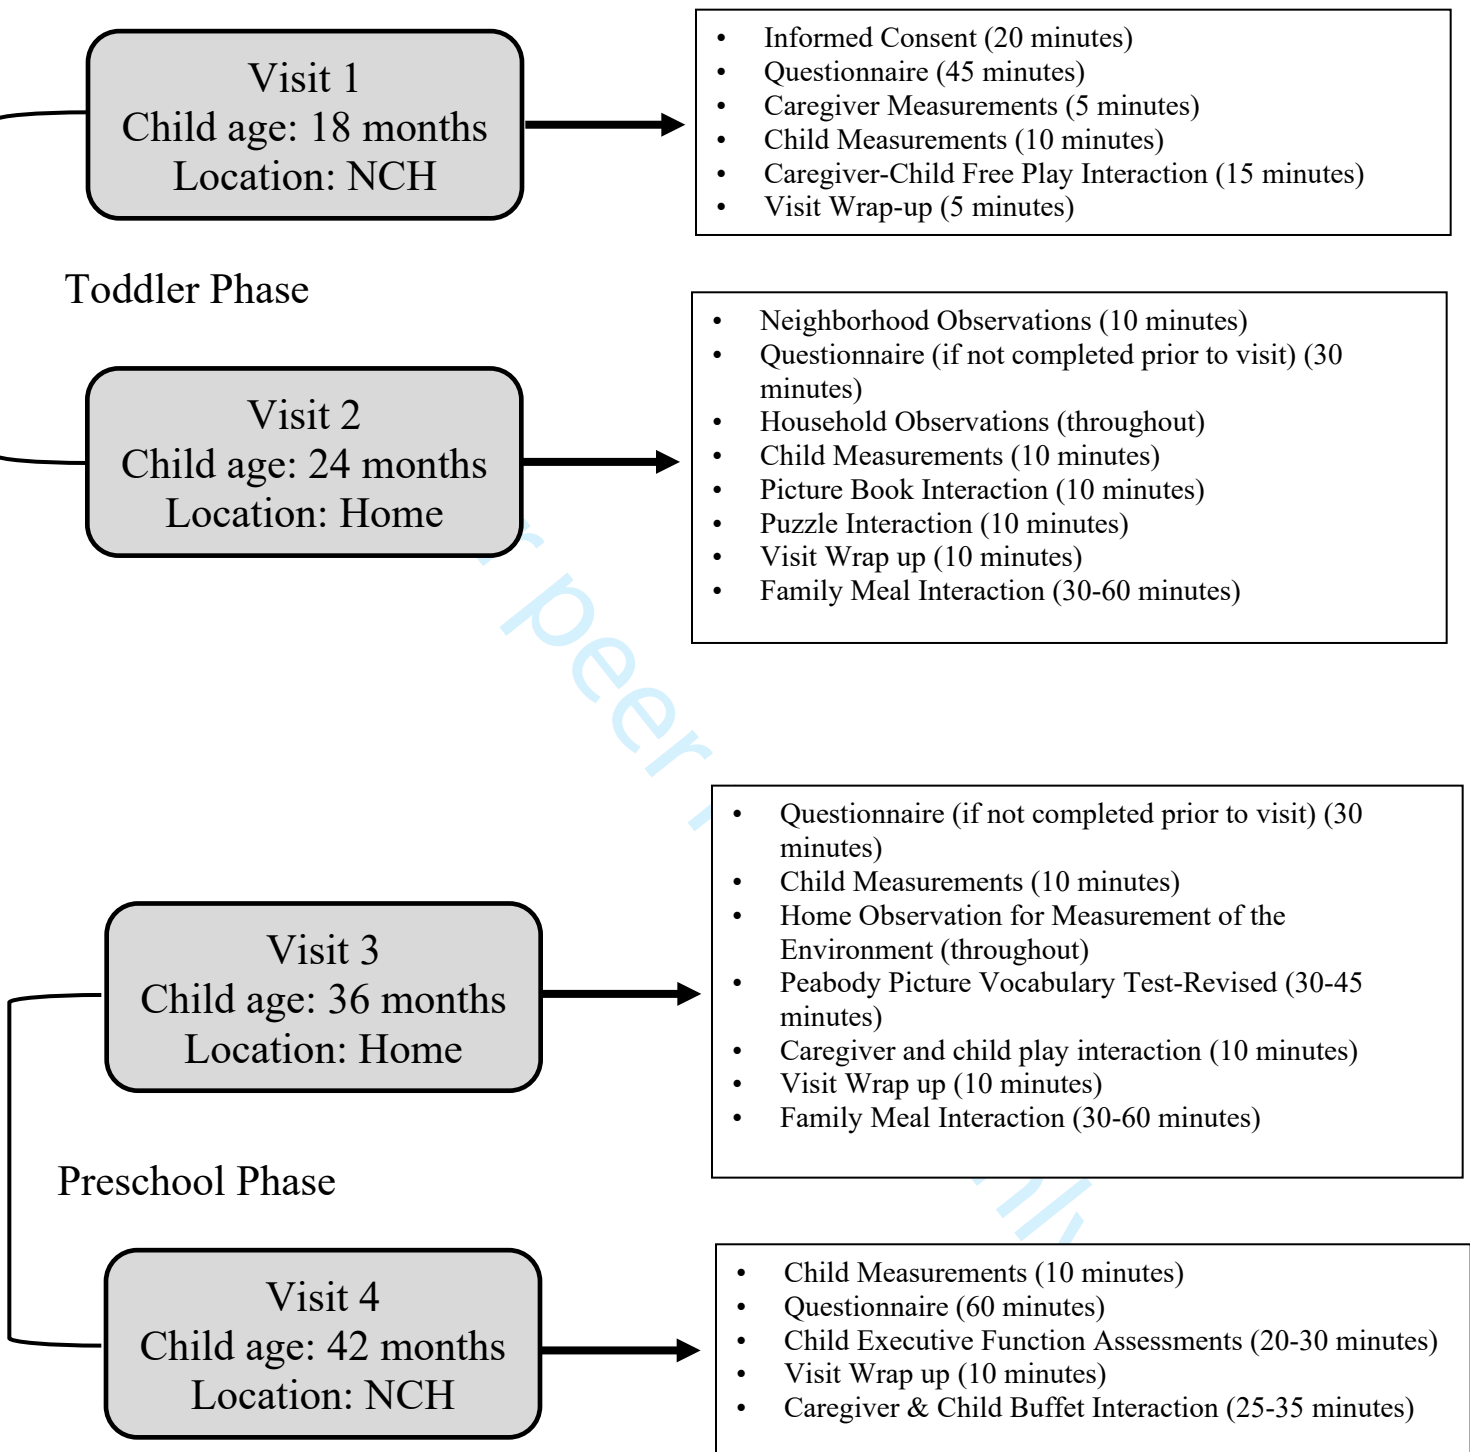 Visit 1
Child age: 18 months
Location: NCH
• Informed Consent (20 minutes)
• Questionnaire (45 minutes)
• Caregiver Measurements (5 minutes)
• Child Measurements (10 minutes)
• Caregiver-Child Free Play Interaction (15 minutes)
• Visit Wrap-up (5 minutes)
Toddler Phase
Visit 2
Child age: 24 months
Location: Home
• Neighborhood Observations (10 minutes)
• Questionnaire (if not completed prior to visit) (30
minutes)
• Household Observations (throughout)
• Child Measurements (10 minutes)
• Picture Book Interaction (10 minutes)
• Puzzle Interaction (10 minutes)
• Visit Wrap up (10 minutes)
• Family Meal Interaction (30-60 minutes)
peer
Visit 3
Child age: 36 months
Location: Home
• Questionnaire (if not completed prior to visit) (30
minutes)
• Child Measurements (10 minutes)
• Home Observation for Measurement of the
Environment (throughout)
• Peabody Picture Vocabulary Test-Revised (30-45
minutes)
• Caregiver and child play interaction (10 minutes)
• Visit Wrap up (10 minutes)
• Family Meal Interaction (30-60 minutes)
Preschool Phase
Visit 4
Child age: 42 months
Location: NCH
• Child Measurements (10 minutes)
• Questionnaire (60 minutes)
• Child Executive Function Assessments (20-30 minutes)
• Visit Wrap up (10 minutes)
• Caregiver & Child Buffet Interaction (25-35 minutes)